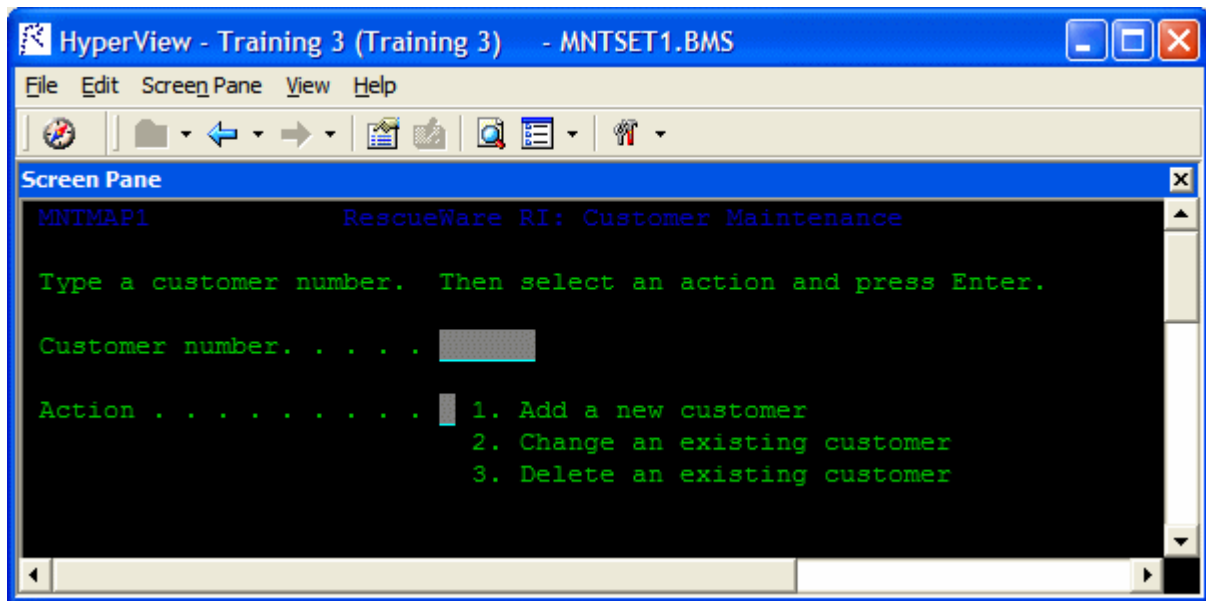 HyperView - Training 3 (Training 3) - MNTSET1.BMS
File Edit Screen Pane View Help
Screen Pane
MNTMAP1 RescueWare RI: Customer Maintenance
Type a customer number. Then select an action and press Enter.
Customer number. . . . .
Action . . . . . . . . . 1. Add a new customer
2. Change an existing customer
3. Delete an existing customer